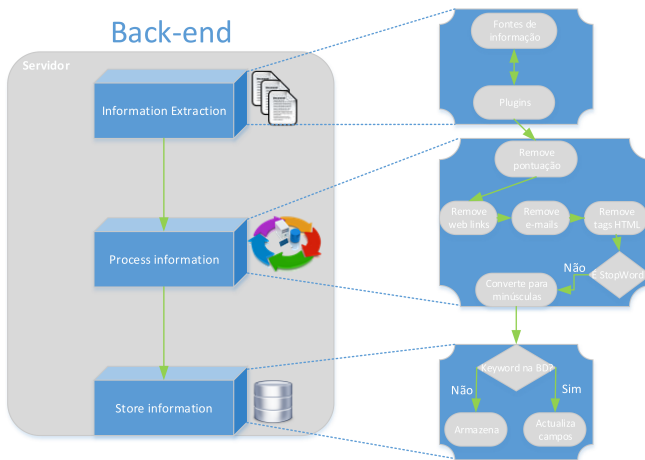 Back-end
Servidor
Information Extraction
Process information
Store information
Fontes de
informação
Plugins
Remove
pontuação
Remove
web links
Remove
e-mails
Remove
tags HTML
StopWord
Não
Converte para
minúsculas
Keyword na BD?
Não
Sim
Armazena
Actualiza
campos